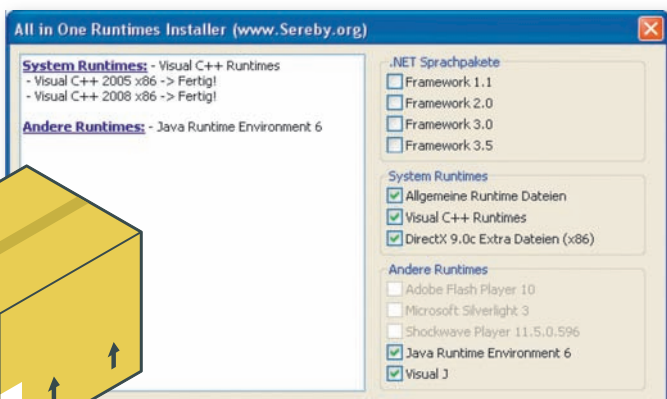 All in One Runtimes Installer (www.Sereby.org)
System Runtimes: - Visual C++ Runtimes
- Visual C++ 2005 x86 -> Fertig!
- Visual C++ 2008 x86 -> Fertig!
Andere Runtimes: - Java Runtime Environment 6
.NET Sprachpakete
Framework 1.1
Framework 2.0
Framework 3.0
Framework 3.5
System Runtimes
Allgemeine Runtime Dateien
Visual C++ Runtimes
DirectX 9.0c Extra Dateien (x86)
Andere Runtimes
Adobe Flash Player 10
Microsoft Silverlight 3
Shockwave Player 11.5.0.596
Java Runtime Environment 6
Visual J